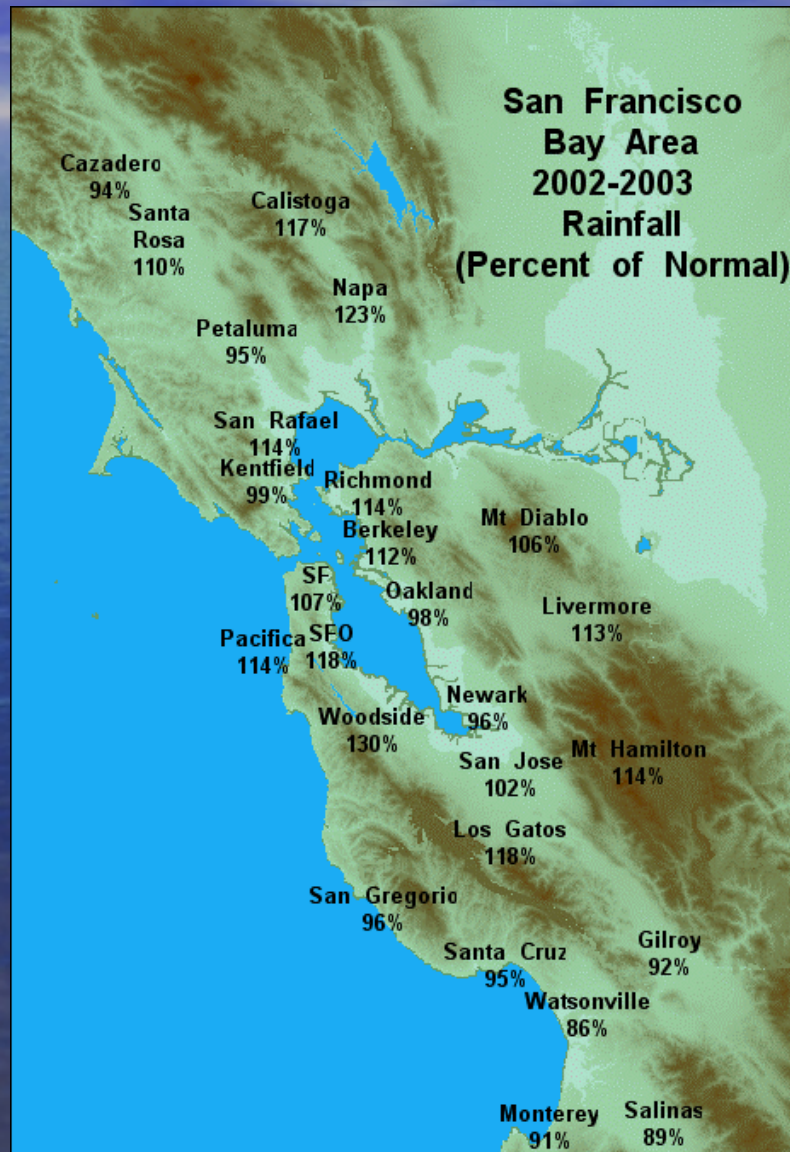 San Francisco
Bay Area
2002-2003
Rainfall
(Percent of Normal)
Cazadero
94%
Santa
Rosa
110%
Calistoga
117%
Napa
123%
Petaluma
95%
San Rafael
114%
Kentfield
99%
Richmond
114%
Mt Diablo
106%
Berkeley
112%
SF
107%
Oakland
98%
Livermore
113%
Pacifica
114%
SFO
118%
Newark
96%
Woodside
130%
San Jose
102%
Mt Hamilton
114%
Los Gatos
118%
San Gregorio
96%
Santa Cruz
95%
Gilroy
92%
Watsonville
86%
Monterey
91%
Salinas
89%